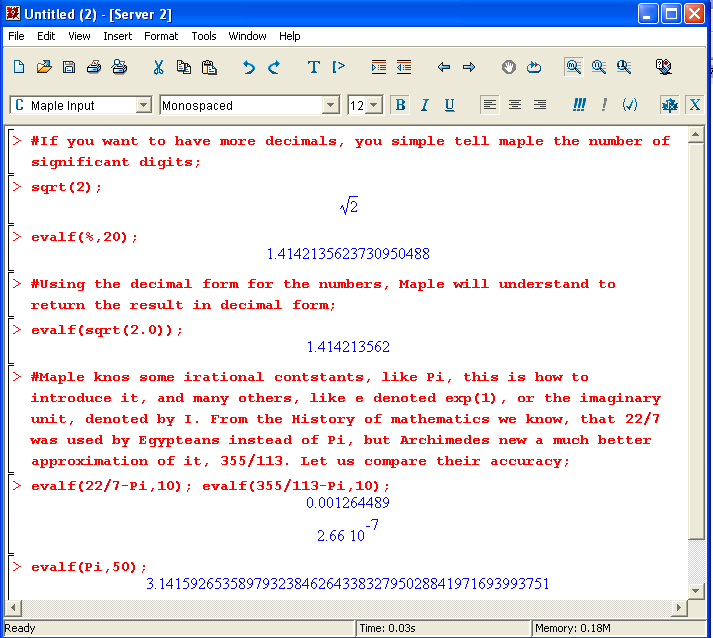 Untitled (2) - [Server 2]
File Edit View Insert Format Tools Window Help
T [>
C Maple Input Monospaced 12 B I U !!! ! (√) X
> #If you want to have more decimals, you simple tell maple the number of
significant digits;
> sqrt(2);
√2
> evalf(%,20);
1.4142135623730950488
> #Using the decimal form for the numbers, Maple will understand to
return the result in decimal form;
> evalf(sqrt(2.0));
1.414213562
> #Maple knos some irational contstants, like Pi, this is how to
introduce it, and many others, like e denoted exp(1), or the imaginary
unit, denoted by I. From the History of mathematics we know, that 22/7
was used by Egypteans instead of Pi, but Archimedes new a much better
approximation of it, 355/113. Let us compare their accuracy;
> evalf(22/7-Pi,10); evalf(355/113-Pi,10);
0.001264489
2.66 10^-7
> evalf(Pi,50);
3.1415926535897932384626433832795028841971693993751
Ready Time: 0.03s Memory: 0.18M